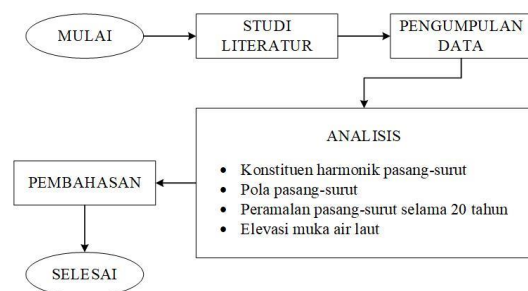 MULAI
STUDI
LITERATUR
PENGUMPULAN
DATA
ANALISIS
• Konstituen harmonik pasang-surut
• Pola pasang-surut
• Peramalan pasang-surut selama 20 tahun
• Elevasi muka air laut
PEMBAHASAN
SELESAI